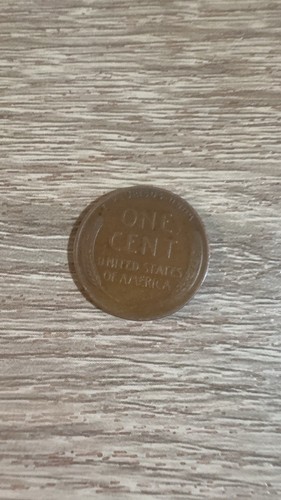 ONE
CENT
UNITED STATES
OF AMERICA